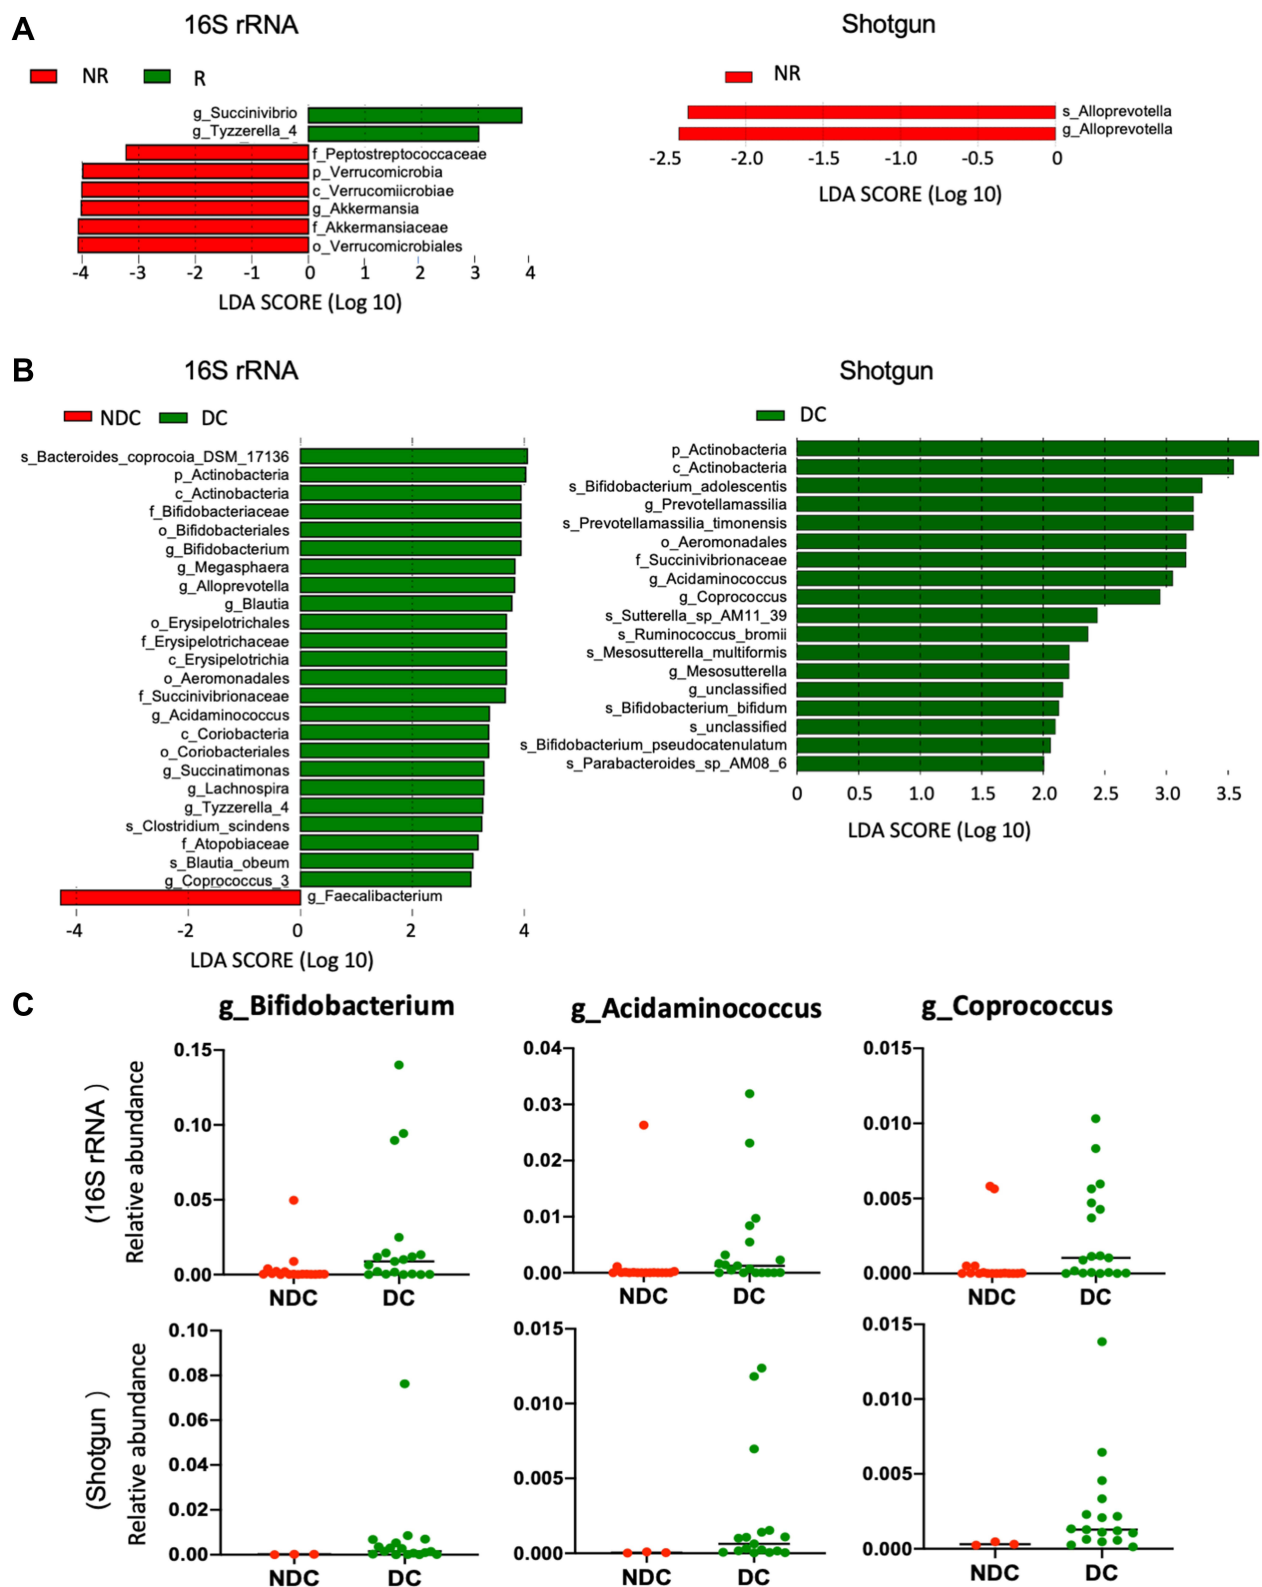 A
16S rRNA
Shotgun
NR
R
NR
g_Succinivibrio
g_Tyzzerella_4
f_Peptostreptococcaceae
p_Verrucomicrobia
c_Verrucomiicrobiae
g_Akkermansia
f_Akkermansiaceae
o_Verrucomicrobiales
-4 -3 -2 -1 0 1 2 3 4
LDA SCORE (Log 10)
s_Alloprevotella
g_Alloprevotella
-2.5 -2.0 -1.5 -1.0 -0.5 0
LDA SCORE (Log 10)
B
16S rRNA
Shotgun
NDC
DC
DC
s_Bacteroides_coprocoia_DSM_17136
p_Actinobacteria
c_Actinobacteria
f_Bifidobacteriaceae
o_Bifidobacteriales
g_Bifidobacterium
g_Megasphaera
g_Alloprevotella
g_Blautia
o_Erysipelotrichales
f_Erysipelotrichaceae
c_Erysipelotrichia
o_Aeromonadales
f_Succinivibrionaceae
g_Acidaminococcus
c_Coriobacteria
o_Coriobacteriales
g_Succinatimonas
g_Lachnospira
g_Tyzzerella_4
s_Clostridium_scindens
f_Atopobiaceae
s_Blautia_obeum
g_Coprococcus_3
g_Faecalibacterium
-4 -2 0 2 4
LDA SCORE (Log 10)
p_Actinobacteria
c_Actinobacteria
s_Bifidobacterium_adolescentis
g_Prevotellamassilia
s_Prevotellamassilia_timonensis
o_Aeromonadales
f_Succinivibrionaceae
g_Acidaminococcus
g_Coprococcus
s_Sutterella_sp_AM11_39
s_Ruminococcus_bromii
s_Mesosutterella_multiformis
g_Mesosutterella
g_unclassified
s_Bifidobacterium_bifidum
s_unclassified
s_Bifidobacterium_pseudocatenulatum
s_Parabacteroides_sp_AM08_6
0 0.5 1.0 1.5 2.0 2.5 3.0 3.5
LDA SCORE (Log 10)
C
g_Bifidobacterium
g_Acidaminococcus
g_Coprococcus
(16S rRNA )
Relative abundance
0.15
0.10
0.05
0.00
NDC DC
0.04
0.03
0.02
0.01
0.00
NDC DC
0.015
0.010
0.005
0.000
NDC DC
(Shotgun )
Relative abundance
0.10
0.08
0.06
0.04
0.02
0.00
NDC DC
0.015
0.010
0.005
0.000
NDC DC
0.015
0.010
0.005
0.000
NDC DC